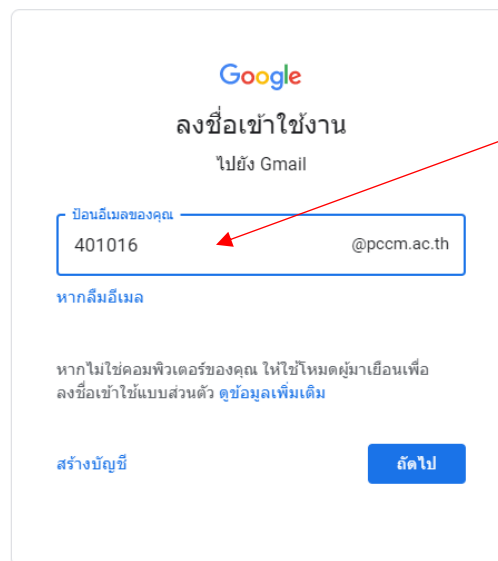 Google
ลงชื่อเข้าใช้งาน
ไปยัง Gmail
ป้อนอีเมลของคุณ
401016 @pccm.ac.th
หากลืมอีเมล
หากไม่ใช่คอมพิวเตอร์ของคุณ ให้ใช้โหมดผู้มาเยือนเพื่อ
ลงชื่อเข้าใช้แบบส่วนตัว ดูข้อมูลเพิ่มเติม
สร้างบัญชี ถัดไป